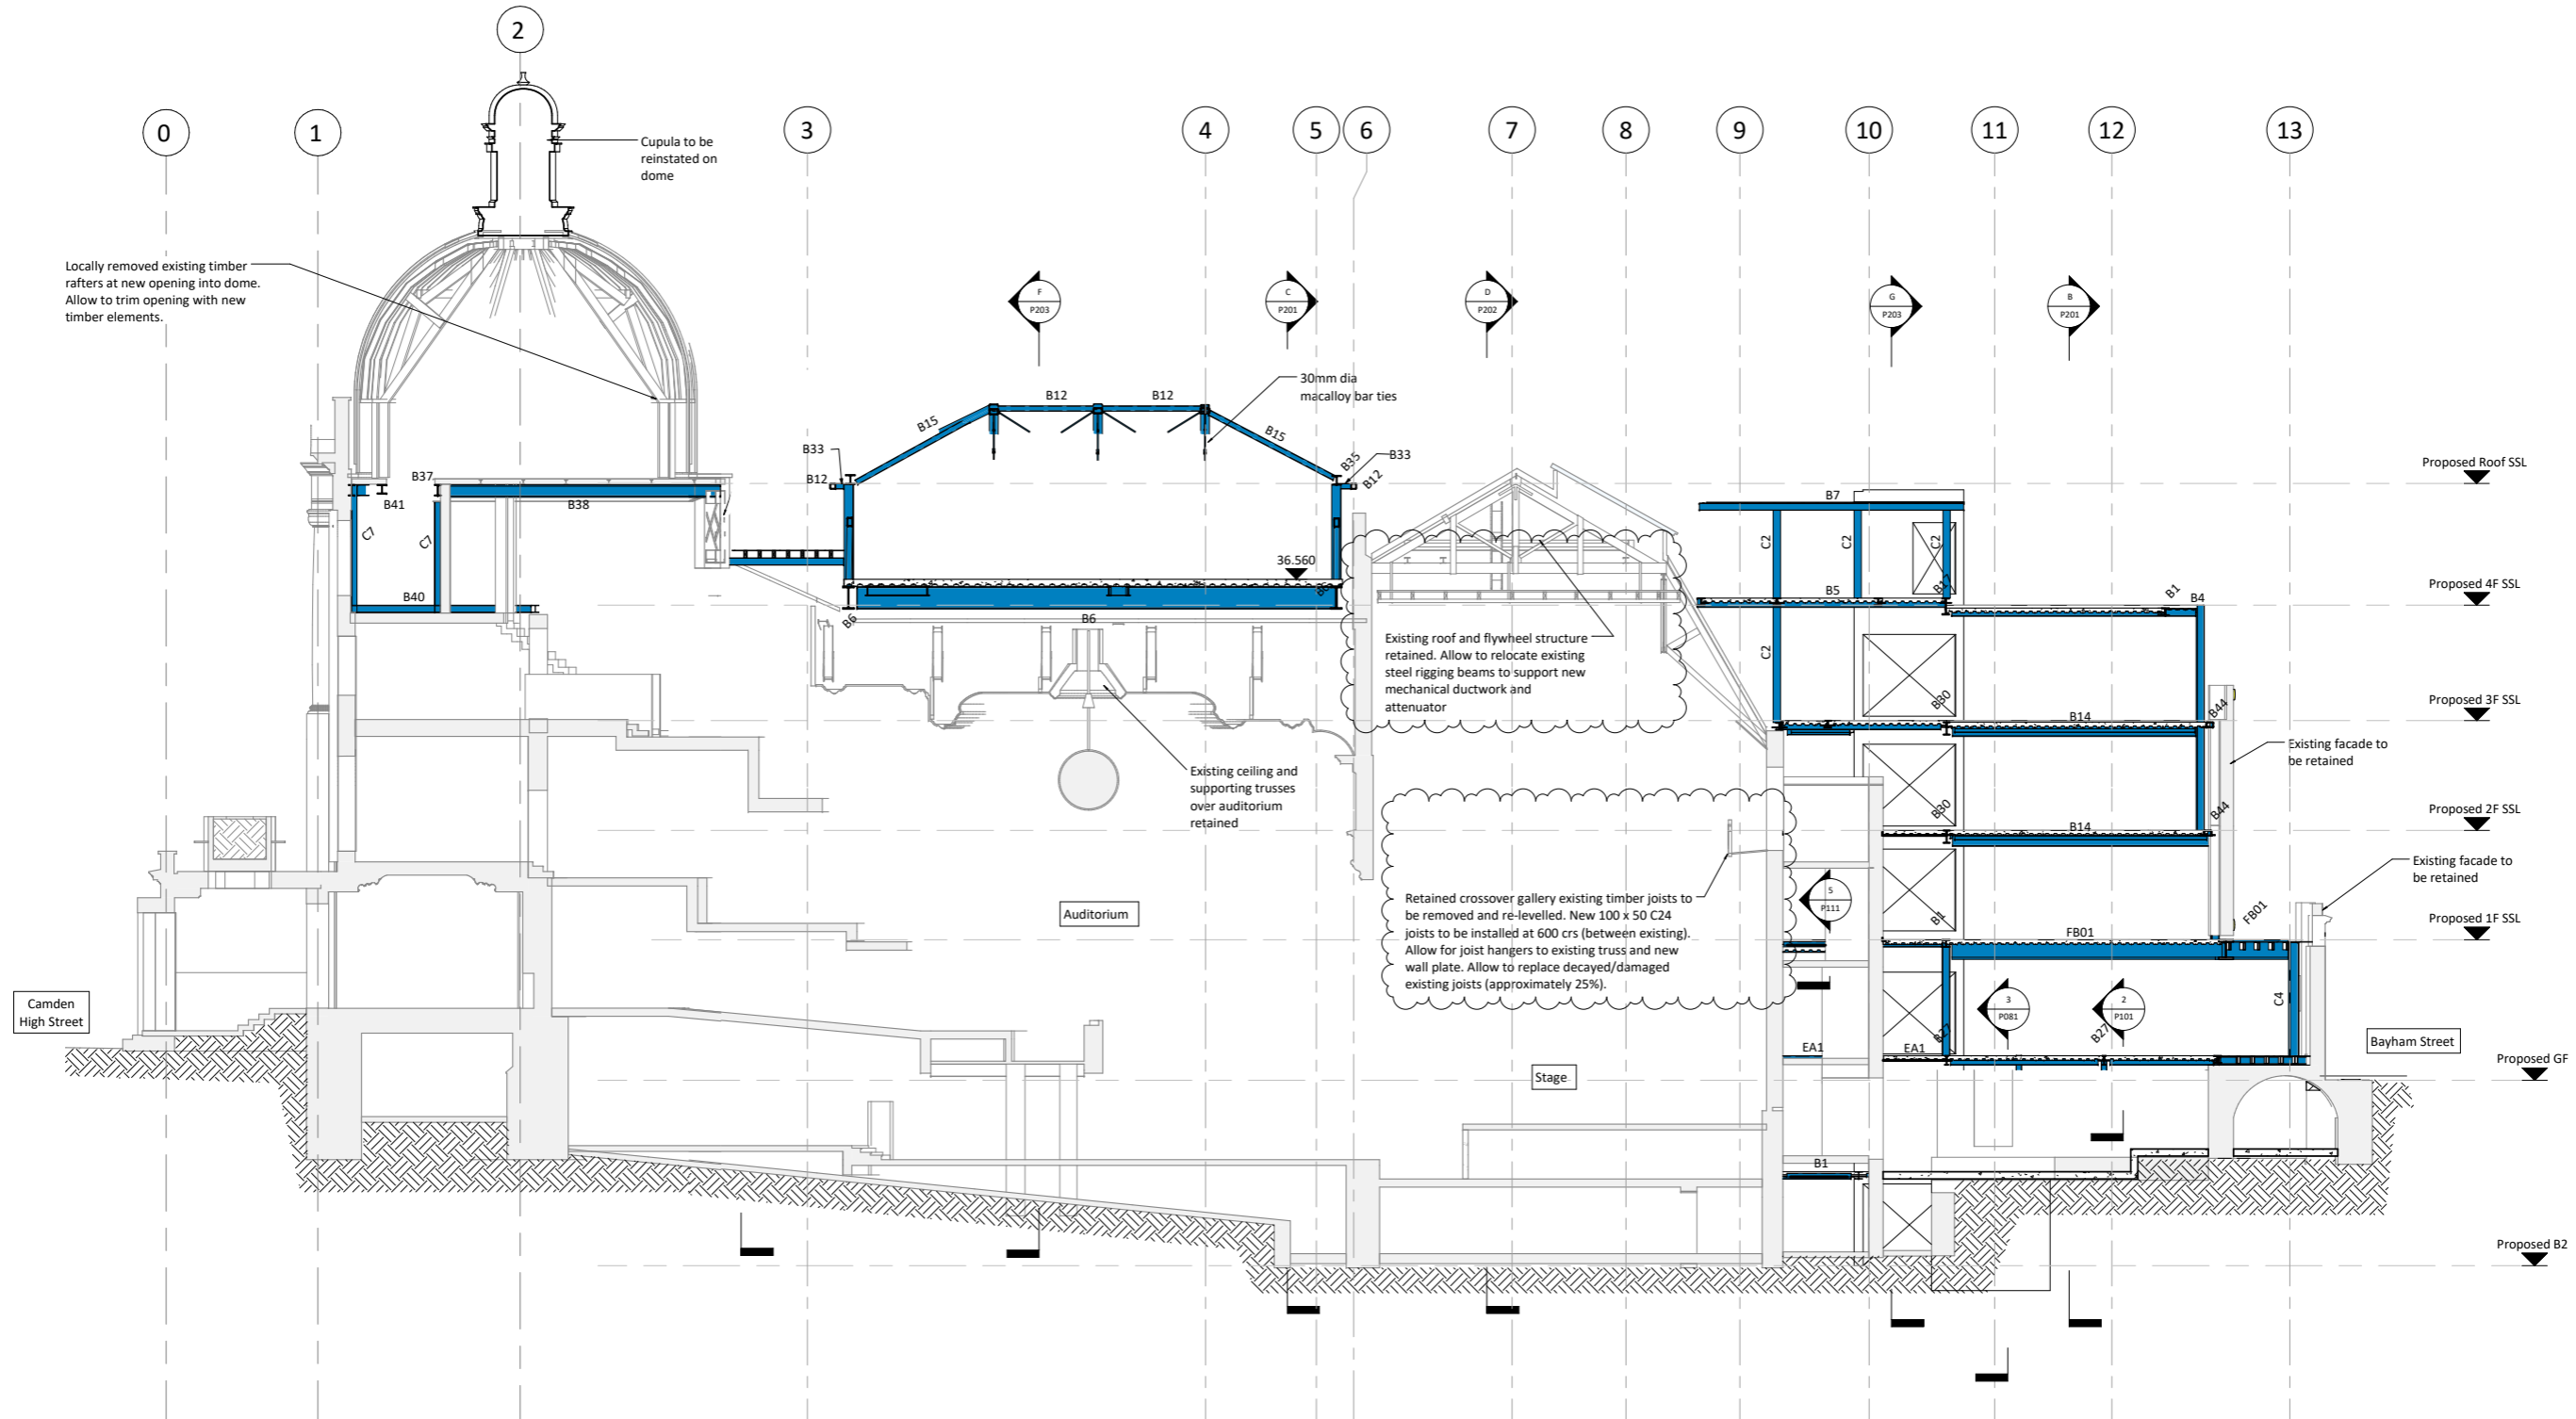 2
0
1
3
4
5
6
7
8
9
10
11
12
13
Cupula to be
reinstated on
dome
Locally removed existing timber
rafters at new opening into dome.
Allow to trim opening with new
timber elements.
F
P203
C
P201
D
P202
G
P203
B
P201
30mm dia
macalloy bar ties
B12
B12
B15
B15
B33
B12
B35
B33
B12
B37
B41
B38
C7
C7
B40
36.560
B6
B6
B6
Proposed Roof SSL
B7
C2
C2
C2
B5
B1
B4
Proposed 4F SSL
C2
Existing roof and flywheel structure
retained. Allow to relocate existing
steel rigging beams to support new
mechanical ductwork and
attenuator
B30
B44
B14
Proposed 3F SSL
Existing facade to
be retained
Existing ceiling and
supporting trusses
over auditorium
retained
B30
B44
B14
Proposed 2F SSL
Existing facade to
be retained
Auditorium
Retained crossover gallery existing timber joists to
be removed and re-levelled. New 100 x 50 C24
joists to be installed at 600 crs (between existing).
Allow for joist hangers to existing truss and new
wall plate. Allow to replace decayed/damaged
existing joists (approximately 25%).
5
P111
B1
FB01
FB01
Proposed 1F SSL
Camden
High Street
3
P081
2
P101
C4
B27
B27
EA1
EA1
Bayham Street
Proposed GF
Stage
B1
Proposed B2